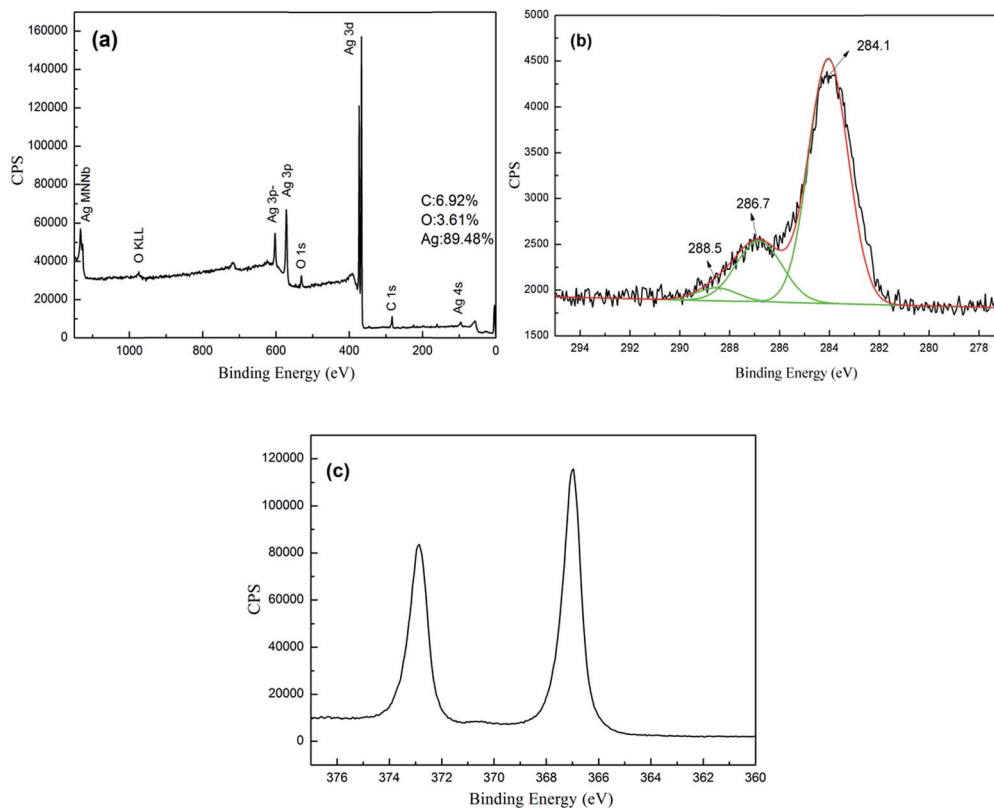 (a)
160000
140000
120000
100000
80000
60000
40000
20000
0
CPS
Ag MNNb
O KLL
Ag 3p-
Ag 3p
O 1s
Ag 3d
C 1s
Ag 4s
C:6.92%
O:3.61%
Ag:89.48%
1000 800 600 400 200 0
Binding Energy (eV)
(b)
5000
4500
4000
3500
3000
2500
2000
1500
CPS
284.1
286.7
288.5
294 292 290 288 286 284 282 280 278
Binding Energy (eV)
(c)
120000
100000
80000
60000
40000
20000
0
CPS
376 374 372 370 368 366 364 362 360
Binding Energy (eV)